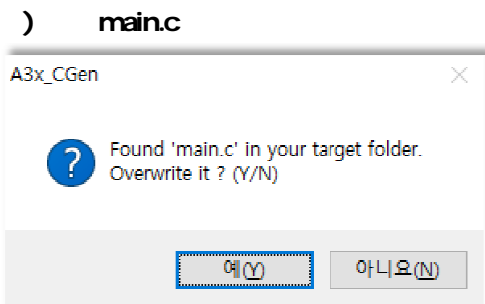 ) main.c
A3x_CGen
Found 'main.c' in your target folder.
Overwrite it ? (Y/N)
예(Y) 아니요(N)